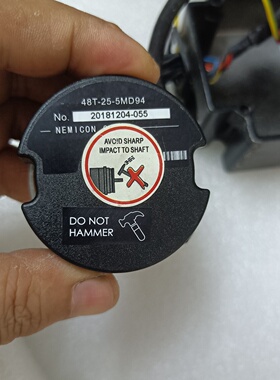 48T-25-5MD94
No. 20181204-055
NEMICON
AVOID SHARP
IMPACT TO SHAFT
DO NOT
HAMMER